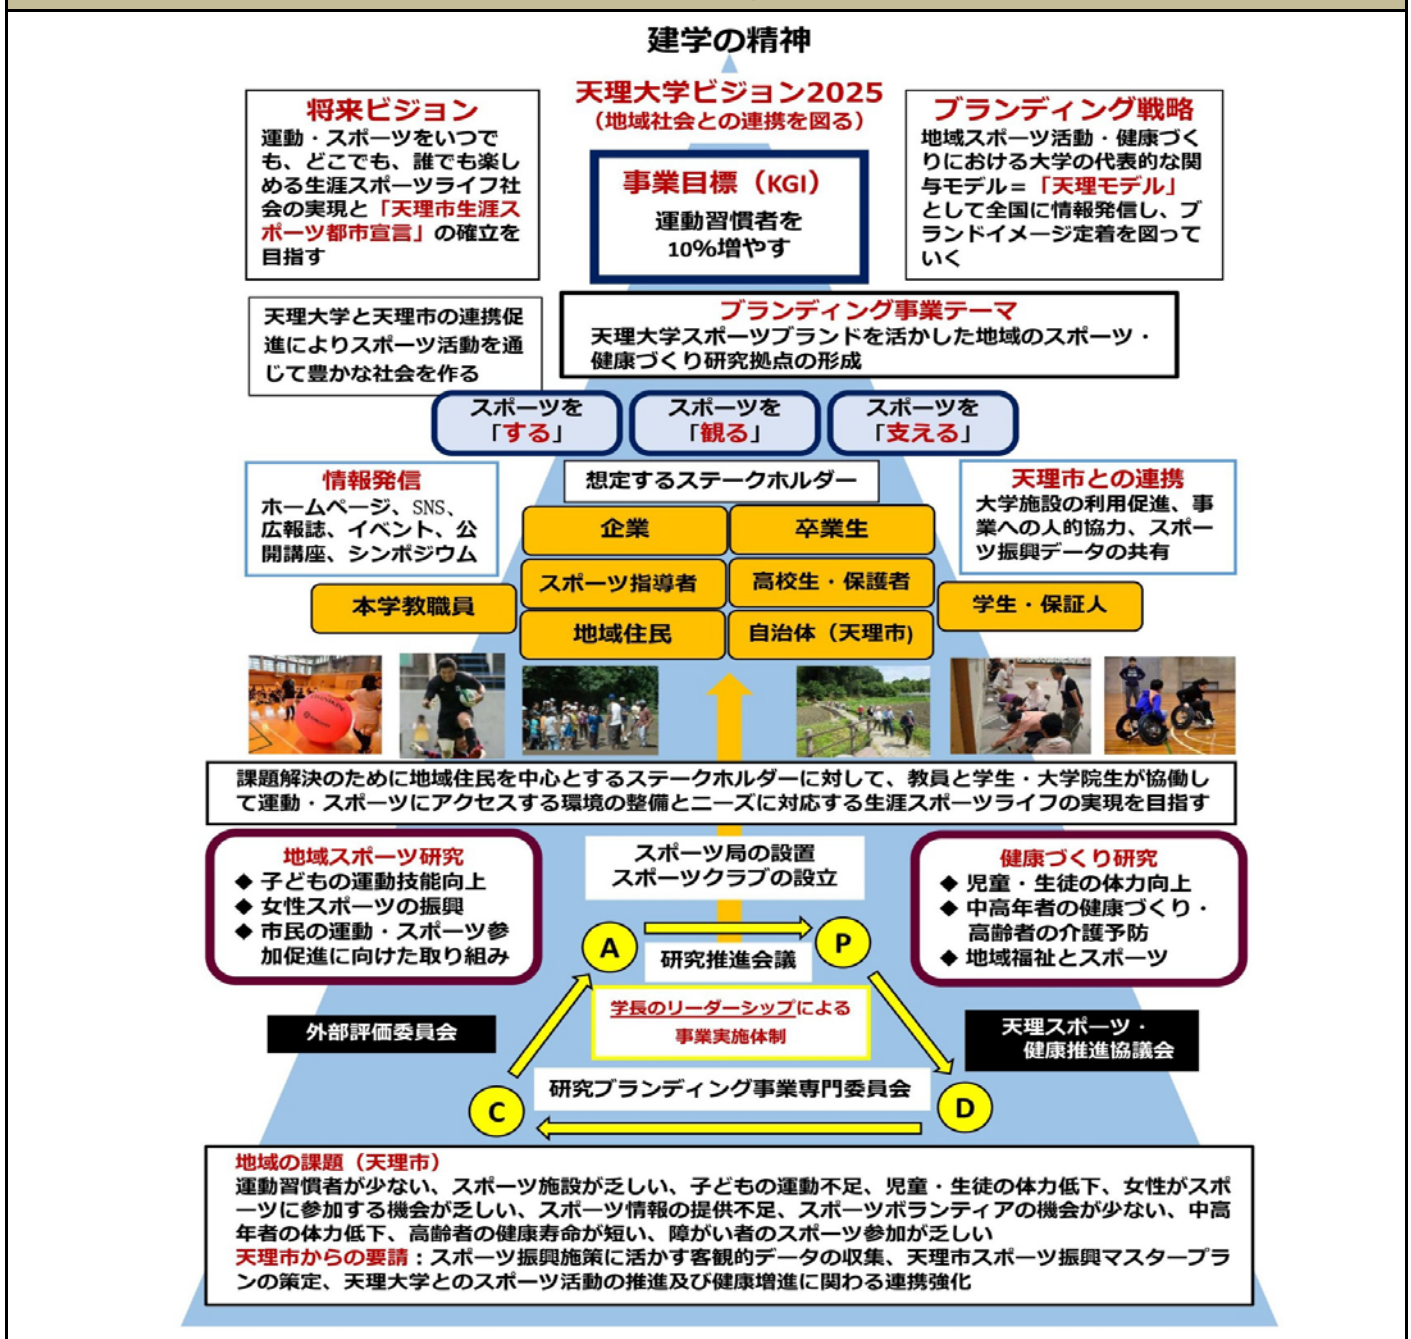 建学の精神
天理大学ビジョン2025
（地域社会との連携を図る）
将来ビジョン
運動・スポーツをいつで
も、どこでも、誰でも楽し
める生涯スポーツライフ社
会の実現と「天理市生涯ス
ポーツ都市宣言」の確立を
目指す
事業目標（KGI）
運動習慣者を
10%増やす
ブランディング戦略
地域スポーツ活動・健康づく
りにおける大学の代表的な関
与モデル＝「天理モデル」
として全国に情報発信し、ブ
ランドイメージ定着を図って
いく
天理大学と天理市の連携促
進によりスポーツ活動を通
じて豊かな社会を作る
ブランディング事業テーマ
天理大学スポーツブランドを活かした地域のスポーツ・
健康づくり研究拠点の形成
スポーツを
「する」
スポーツを
「観る」
スポーツを
「支える」
情報発信
ホームページ、SNS、
広報誌、イベント、公
開講座、シンポジウム
想定するステークホルダー
天理市との連携
大学施設の利用促進、事
業への人的協力、スポー
ツ振興データの共有
企業
卒業生
スポーツ指導者
高校生・保護者
本学教職員
学生・保証人
地域住民
自治体（天理市)
課題解決のために地域住民を中心とするステークホルダーに対して、教員と学生・大学院生が協働し
て運動・スポーツにアクセスする環境の整備とニーズに対応する生涯スポーツライフの実現を目指す
地域スポーツ研究
◆ 子どもの運動技能向上
◆ 女性スポーツの振興
◆ 市民の運動・スポーツ参
加促進に向けた取り組み
スポーツ局の設置
スポーツクラブの設立
健康づくり研究
◆ 児童・生徒の体力向上
◆ 中高年者の健康づくり・
高齢者の介護予防
◆ 地域福祉とスポーツ
A
P
研究推進会議
学長のリーダーシップによる
事業実施体制
外部評価委員会
天理スポーツ・
健康推進協議会
研究ブランディング事業専門委員会
C
D
地域の課題（天理市）
運動習慣者が少ない、スポーツ施設が乏しい、子どもの運動不足、児童・生徒の体力低下、女性がスポ
ーツに参加する機会が乏しい、スポーツ情報の提供不足、スポーツボランティアの機会が少ない、中高
年者の体力低下、高齢者の健康寿命が短い、障がい者のスポーツ参加が乏しい
天理市からの要請：スポーツ振興施策に活かす客観的データの収集、天理市スポーツ振興マスタープラ
ンの策定、天理大学とのスポーツ活動の推進及び健康増進に関わる連携強化